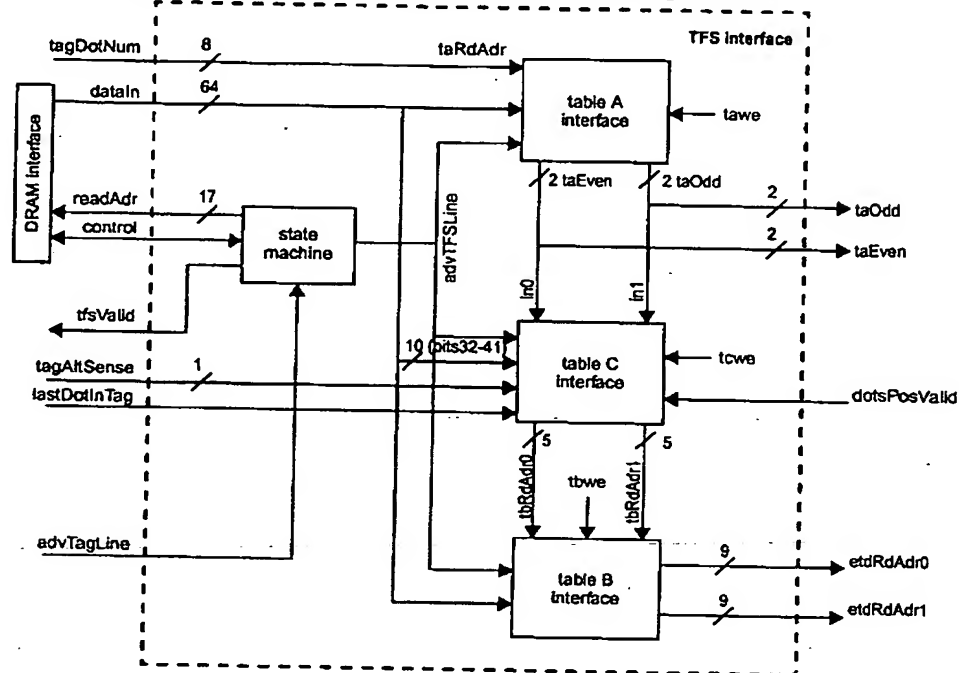 TFS interface
tagDotNum
8
taRdAdr
dataIn
64
table A
interface
tawe
DRAM interface
2 taEven
2 taOdd
readAdr
17
2
taOdd
control
state
machine
advTFSLine
2
taEven
in0
in1
tfsValid
10 (bits32-41)
table C
interface
tcwe
tagAltSense
1
lastDotInTag
dotsPosValid
5
5
tbRdAdr0
tbwe
tbRdAdr1
advTagLine
table B
interface
9
etdRdAdr0
9
etdRdAdr1